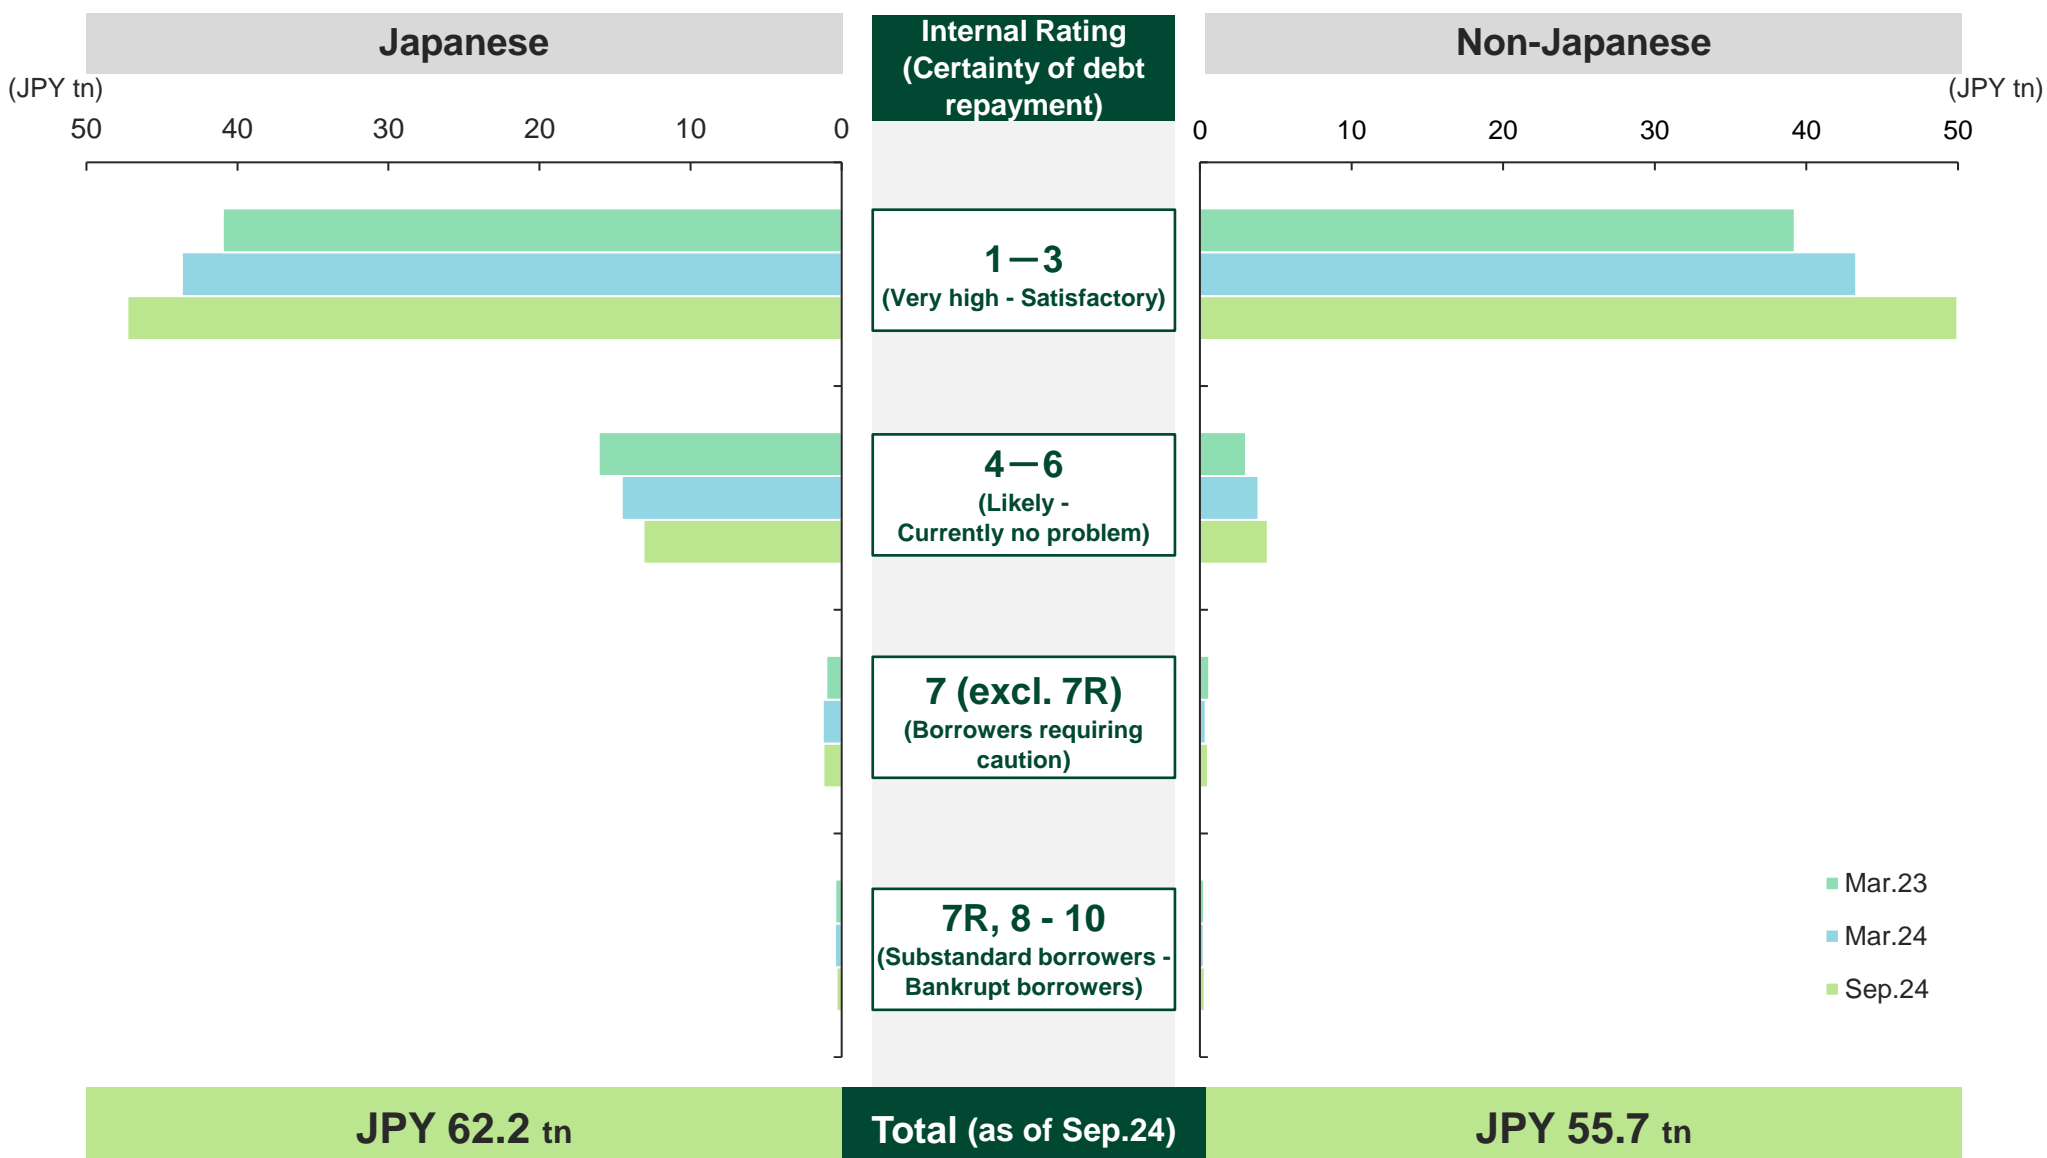 Japanese
Internal Rating
(Certainty of debt
repayment)
Non-Japanese
(JPY tn)
(JPY tn)
50 40 30 20 10 0
0 10 20 30 40 50
1－3
(Very high - Satisfactory)
4－6
(Likely -
Currently no problem)
7 (excl. 7R)
(Borrowers requiring
caution)
7R, 8 - 10
(Substandard borrowers -
Bankrupt borrowers)
Mar.23
Mar.24
Sep.24
JPY 62.2 tn
Total (as of Sep.24)
JPY 55.7 tn